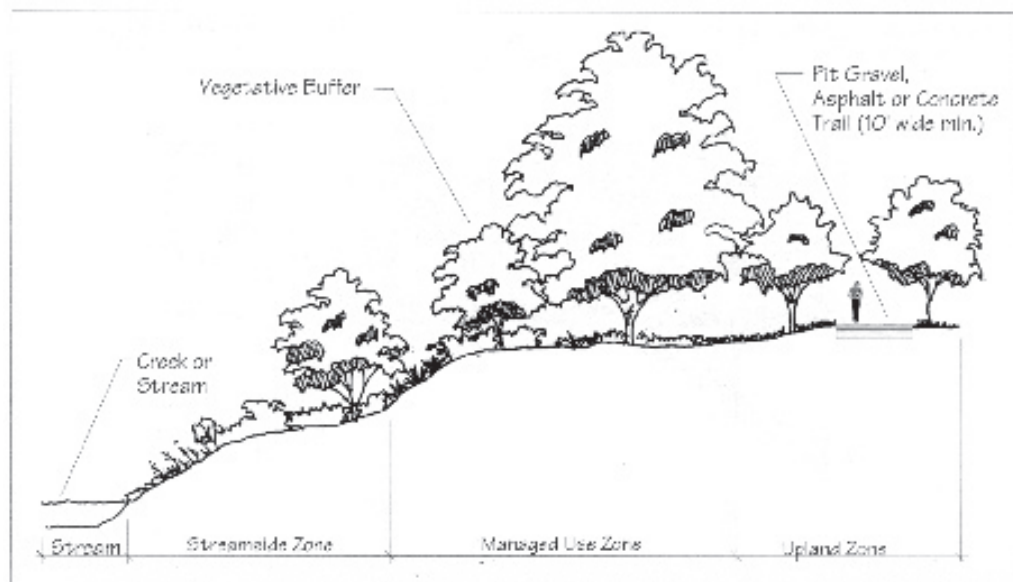 Vegetative Buffer
Pit Gravel,
Asphalt or Concrete
Trail (10' wide min.)
Creek or
Stream
Stream
Streamside Zone
Managed Use Zone
Upland Zone